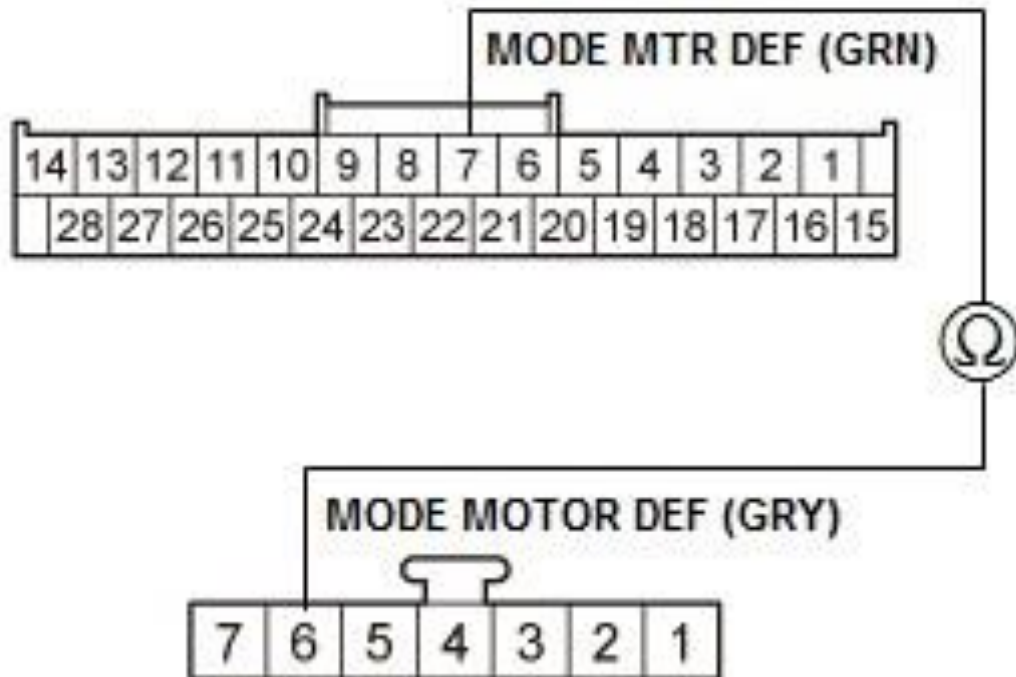 MODE MTR DEF (GRN)
14 13 12 11 10 9 8 7 6 5 4 3 2 1
28 27 26 25 24 23 22 21 20 19 18 17 16 15
Ω
MODE MOTOR DEF (GRY)
7 6 5 4 3 2 1